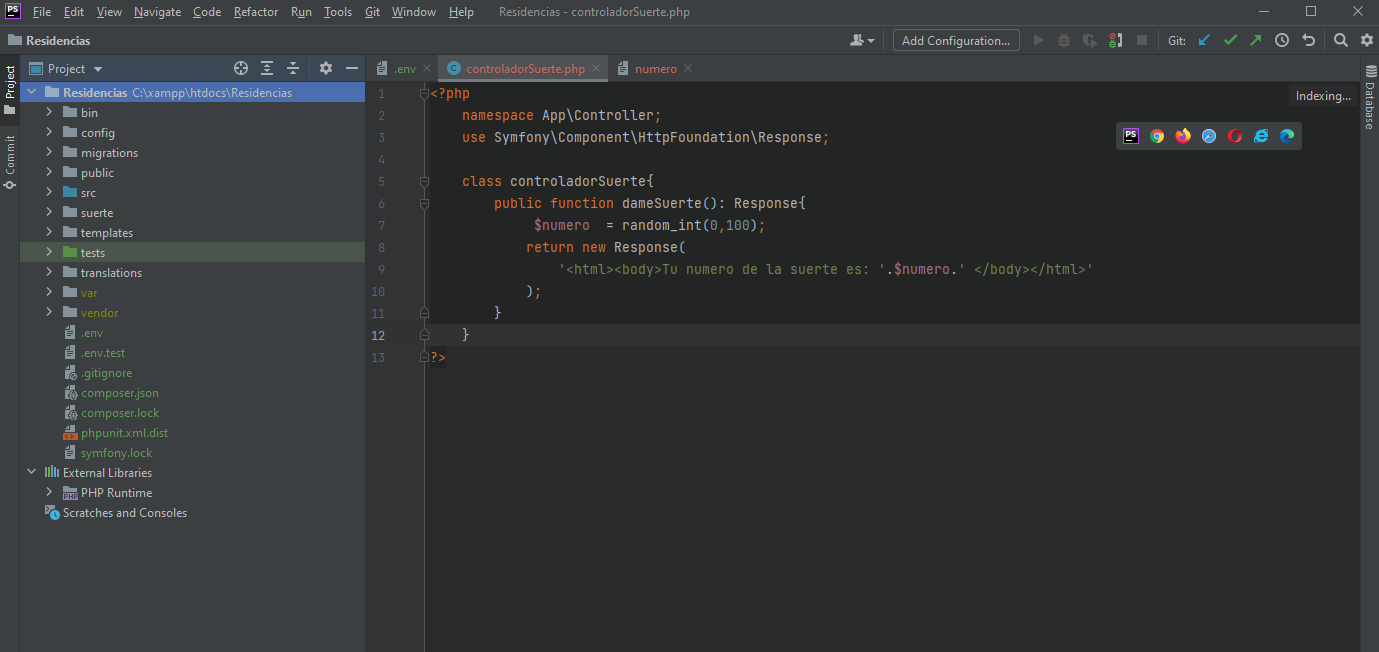 PS File Edit View Navigate Code Refactor Run Tools Git Window Help Residencias - controladorSuerte.php
Residencias Add Configuration... Git:
Project .env controladorSuerte.php numero
Project
Commit
Database
Residencias C:\xampp\htdocs\Residencias
bin
config
migrations
public
src
suerte
templates
tests
translations
var
vendor
.env
.env.test
.gitignore
composer.json
composer.lock
phpunit.xml.dist
symfony.lock
External Libraries
PHP Runtime
Scratches and Consoles
Indexing...
PS
1 <?php
2 namespace App\Controller;
3 use Symfony\Component\HttpFoundation\Response;
4
5 class controladorSuerte{
6 public function dameSuerte(): Response{
7 $numero  = random_int(0,100);
8 return new Response(
9 '<html><body>Tu numero de la suerte es: '.$numero.' </body></html>'
10 );
11 }
12 }
13 ?>